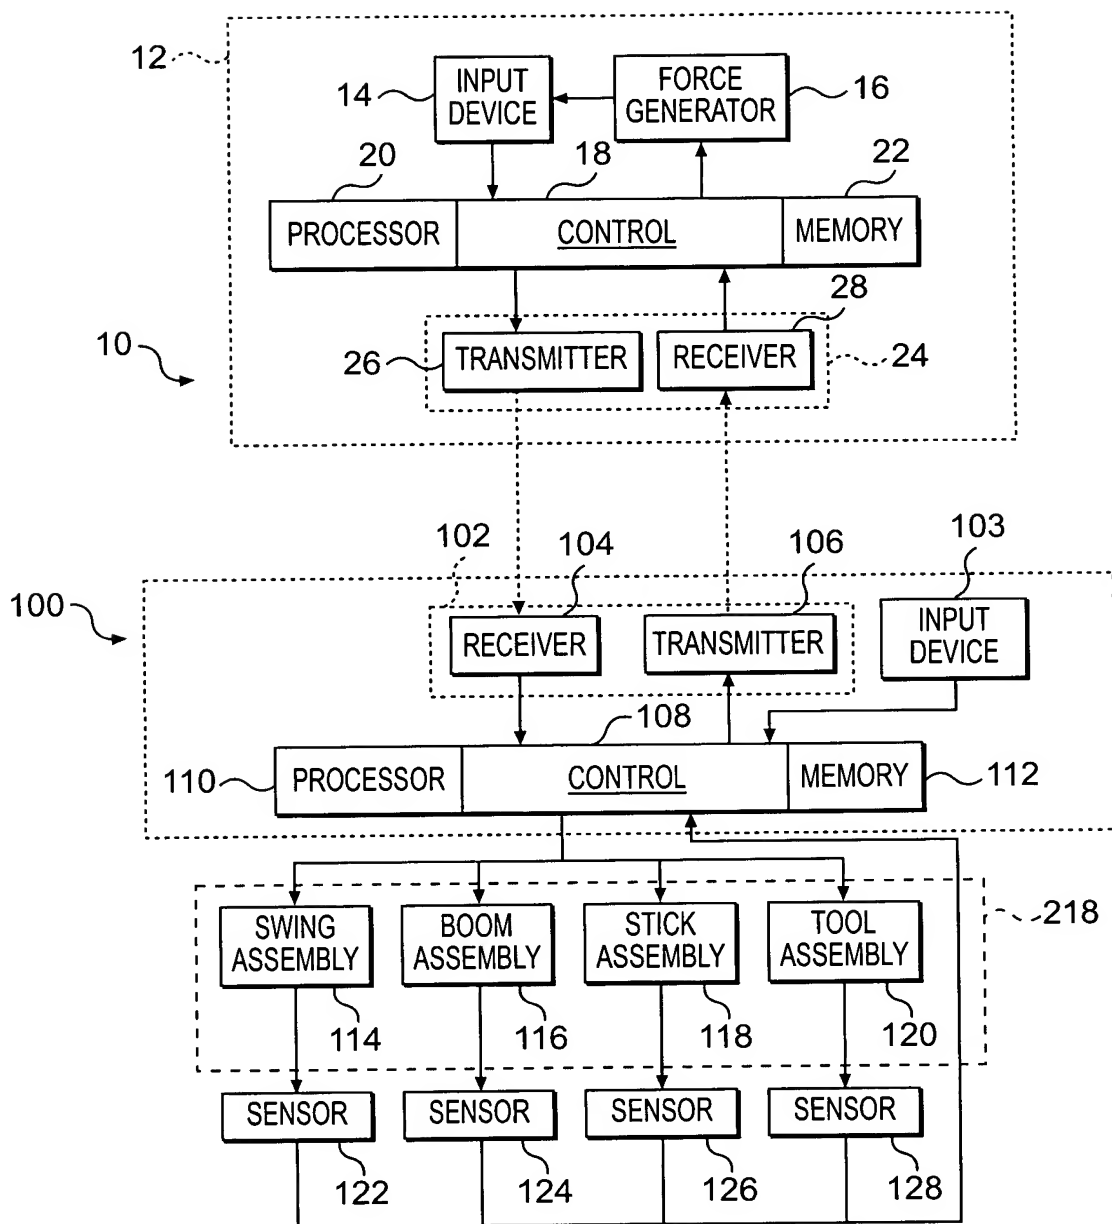 12
14
INPUT
DEVICE
FORCE
GENERATOR
16
20
18
22
PROCESSOR
CONTROL
MEMORY
28
10
26
TRANSMITTER
RECEIVER
24
102
104
106
103
100
RECEIVER
TRANSMITTER
INPUT
DEVICE
108
110
PROCESSOR
CONTROL
MEMORY
112
SWING
ASSEMBLY
BOOM
ASSEMBLY
STICK
ASSEMBLY
TOOL
ASSEMBLY
218
114
116
118
120
SENSOR
SENSOR
SENSOR
SENSOR
122
124
126
128